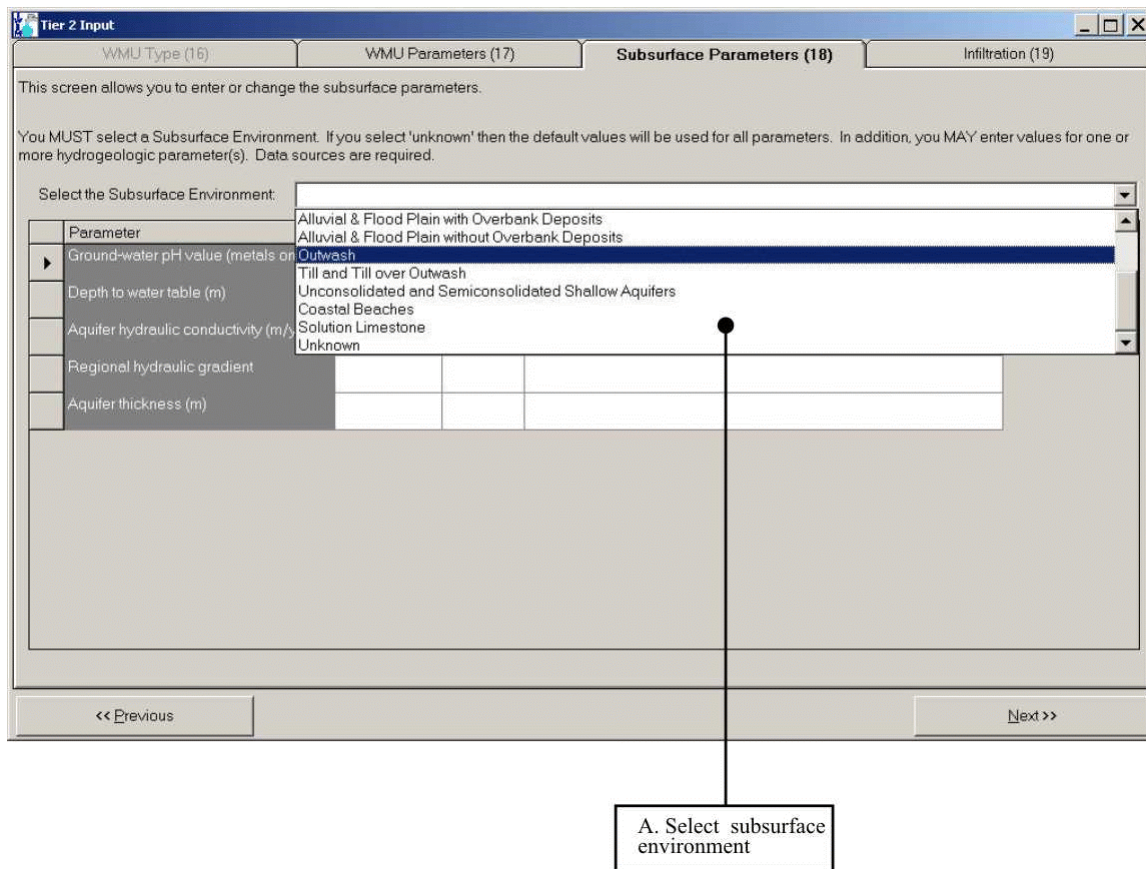 Tier 2 Input
WMU Type (16)
WMU Parameters (17)
Subsurface Parameters (18)
Infiltration (19)
This screen allows you to enter or change the subsurface parameters.
You MUST select a Subsurface Environment. If you select 'unknown' then the default values will be used for all parameters. In addition, you MAY enter values for one or
more hydrogeologic parameter(s). Data sources are required.
Select the Subsurface Environment:
Alluvial & Flood Plain with Overbank Deposits
Alluvial & Flood Plain without Overbank Deposits
Outwash
Till and Till over Outwash
Unconsolidated and Semiconsolidated Shallow Aquifers
Coastal Beaches
Solution Limestone
Unknown
Parameter
Ground-water pH value (metals on
Depth to water table (m)
Aquifer hydraulic conductivity (m/y
Regional hydraulic gradient
Aquifer thickness (m)
<< Previous
Next >>
A. Select subsurface
environment